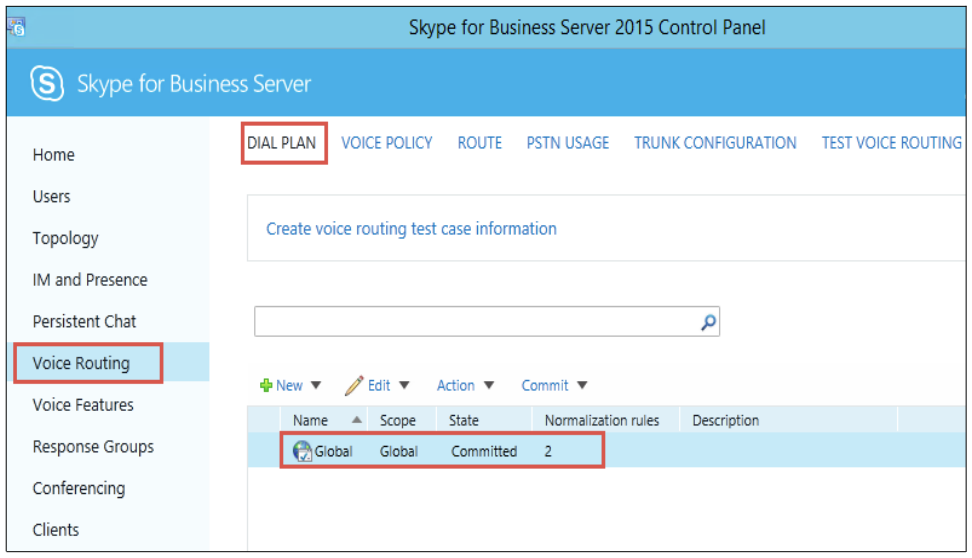 Skype for Business Server 2015 Control Panel
Skype for Business Server
Home
Users
Topology
IM and Presence
Persistent Chat
Voice Routing
Voice Features
Response Groups
Conferencing
Clients
DIAL PLAN VOICE POLICY ROUTE PSTN USAGE TRUNK CONFIGURATION TEST VOICE ROUTING
Create voice routing test case information
New Edit Action Commit
Name Scope State Normalization rules Description
Global Global Committed 2